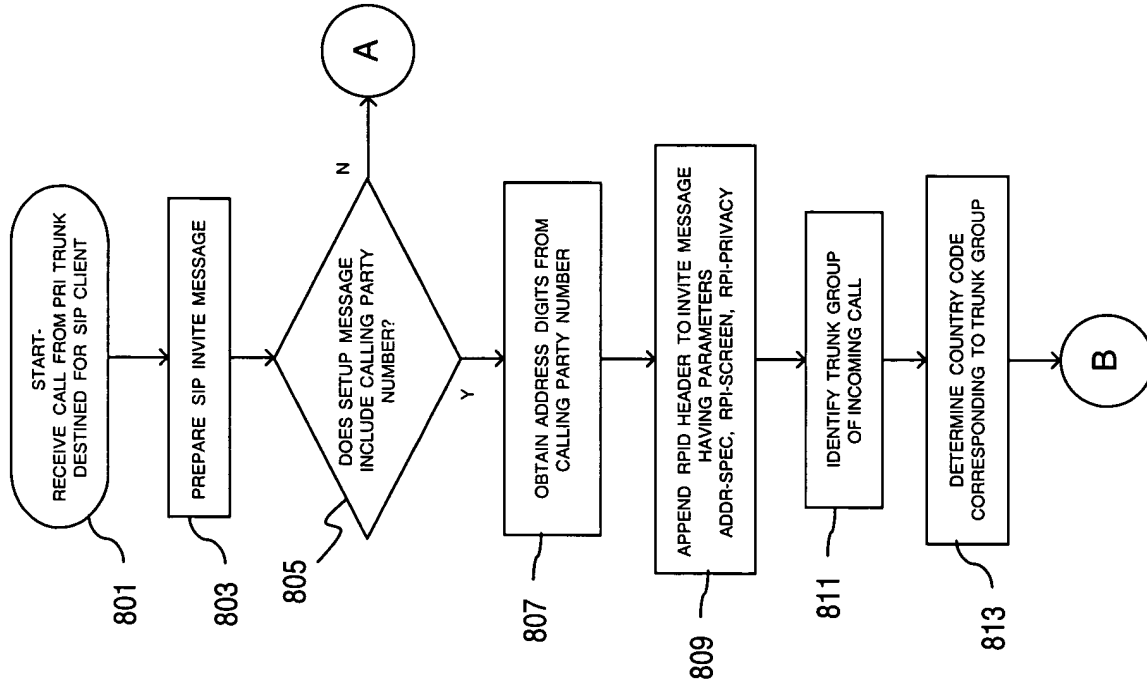 START-
RECEIVE CALL FROM PRI TRUNK
DESTINED FOR SIP CLIENT
801
PREPARE SIP INVITE MESSAGE
803
DOES SETUP MESSAGE
INCLUDE CALLING PARTY
NUMBER?
805
N
A
Y
OBTAIN ADDRESS DIGITS FROM
CALLING PARTY NUMBER
807
APPEND RPID HEADER TO INVITE MESSAGE
HAVING PARAMETERS
ADDR-SPEC, RPI-SCREEN, RPI-PRIVACY
809
IDENTIFY TRUNK GROUP
OF INCOMING CALL
811
DETERMINE COUNTRY CODE
CORRESPONDING TO TRUNK GROUP
813
B